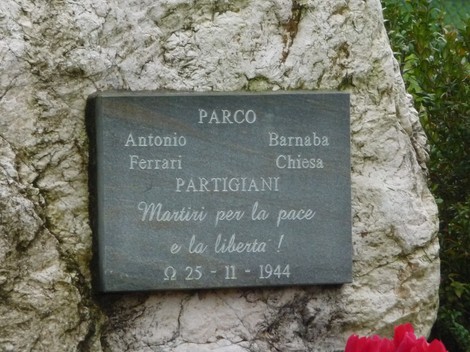 PARCO
Antonio Barnaba
Ferrari Chiesa
PARTIGIANI
Martiri per la pace
e la liberta' !
Ω 25 - 11 - 1944